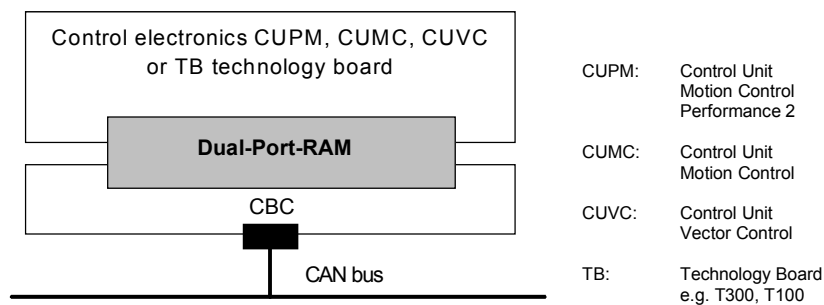 Control electronics CUPM, CUMC, CUVC
or TB technology board
Dual-Port-RAM
CBC
CAN bus
CUPM: Control Unit
Motion Control
Performance 2
CUMC: Control Unit
Motion Control
CUVC: Control Unit
Vector Control
TB: Technology Board
e.g. T300, T100